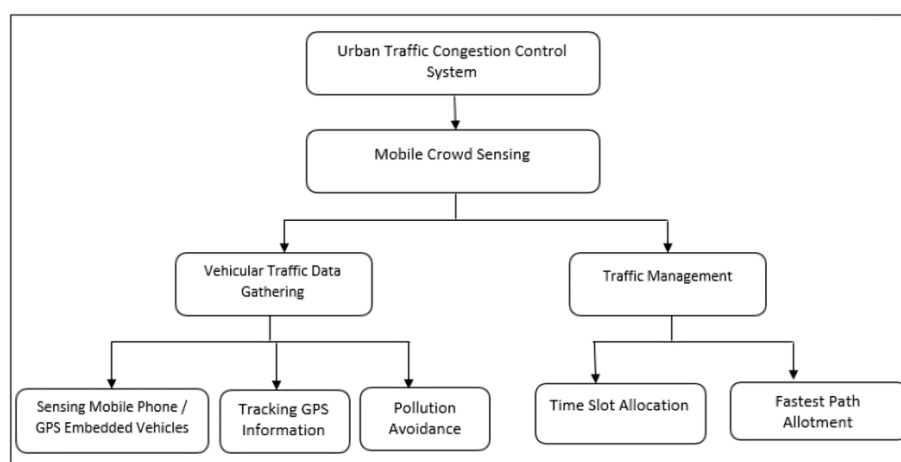 Urban Traffic Congestion Control
System
Mobile Crowd Sensing
Vehicular Traffic Data
Gathering
Traffic Management
Sensing Mobile Phone /
GPS Embedded Vehicles
Tracking GPS
Information
Pollution
Avoidance
Time Slot Allocation
Fastest Path
Allotment